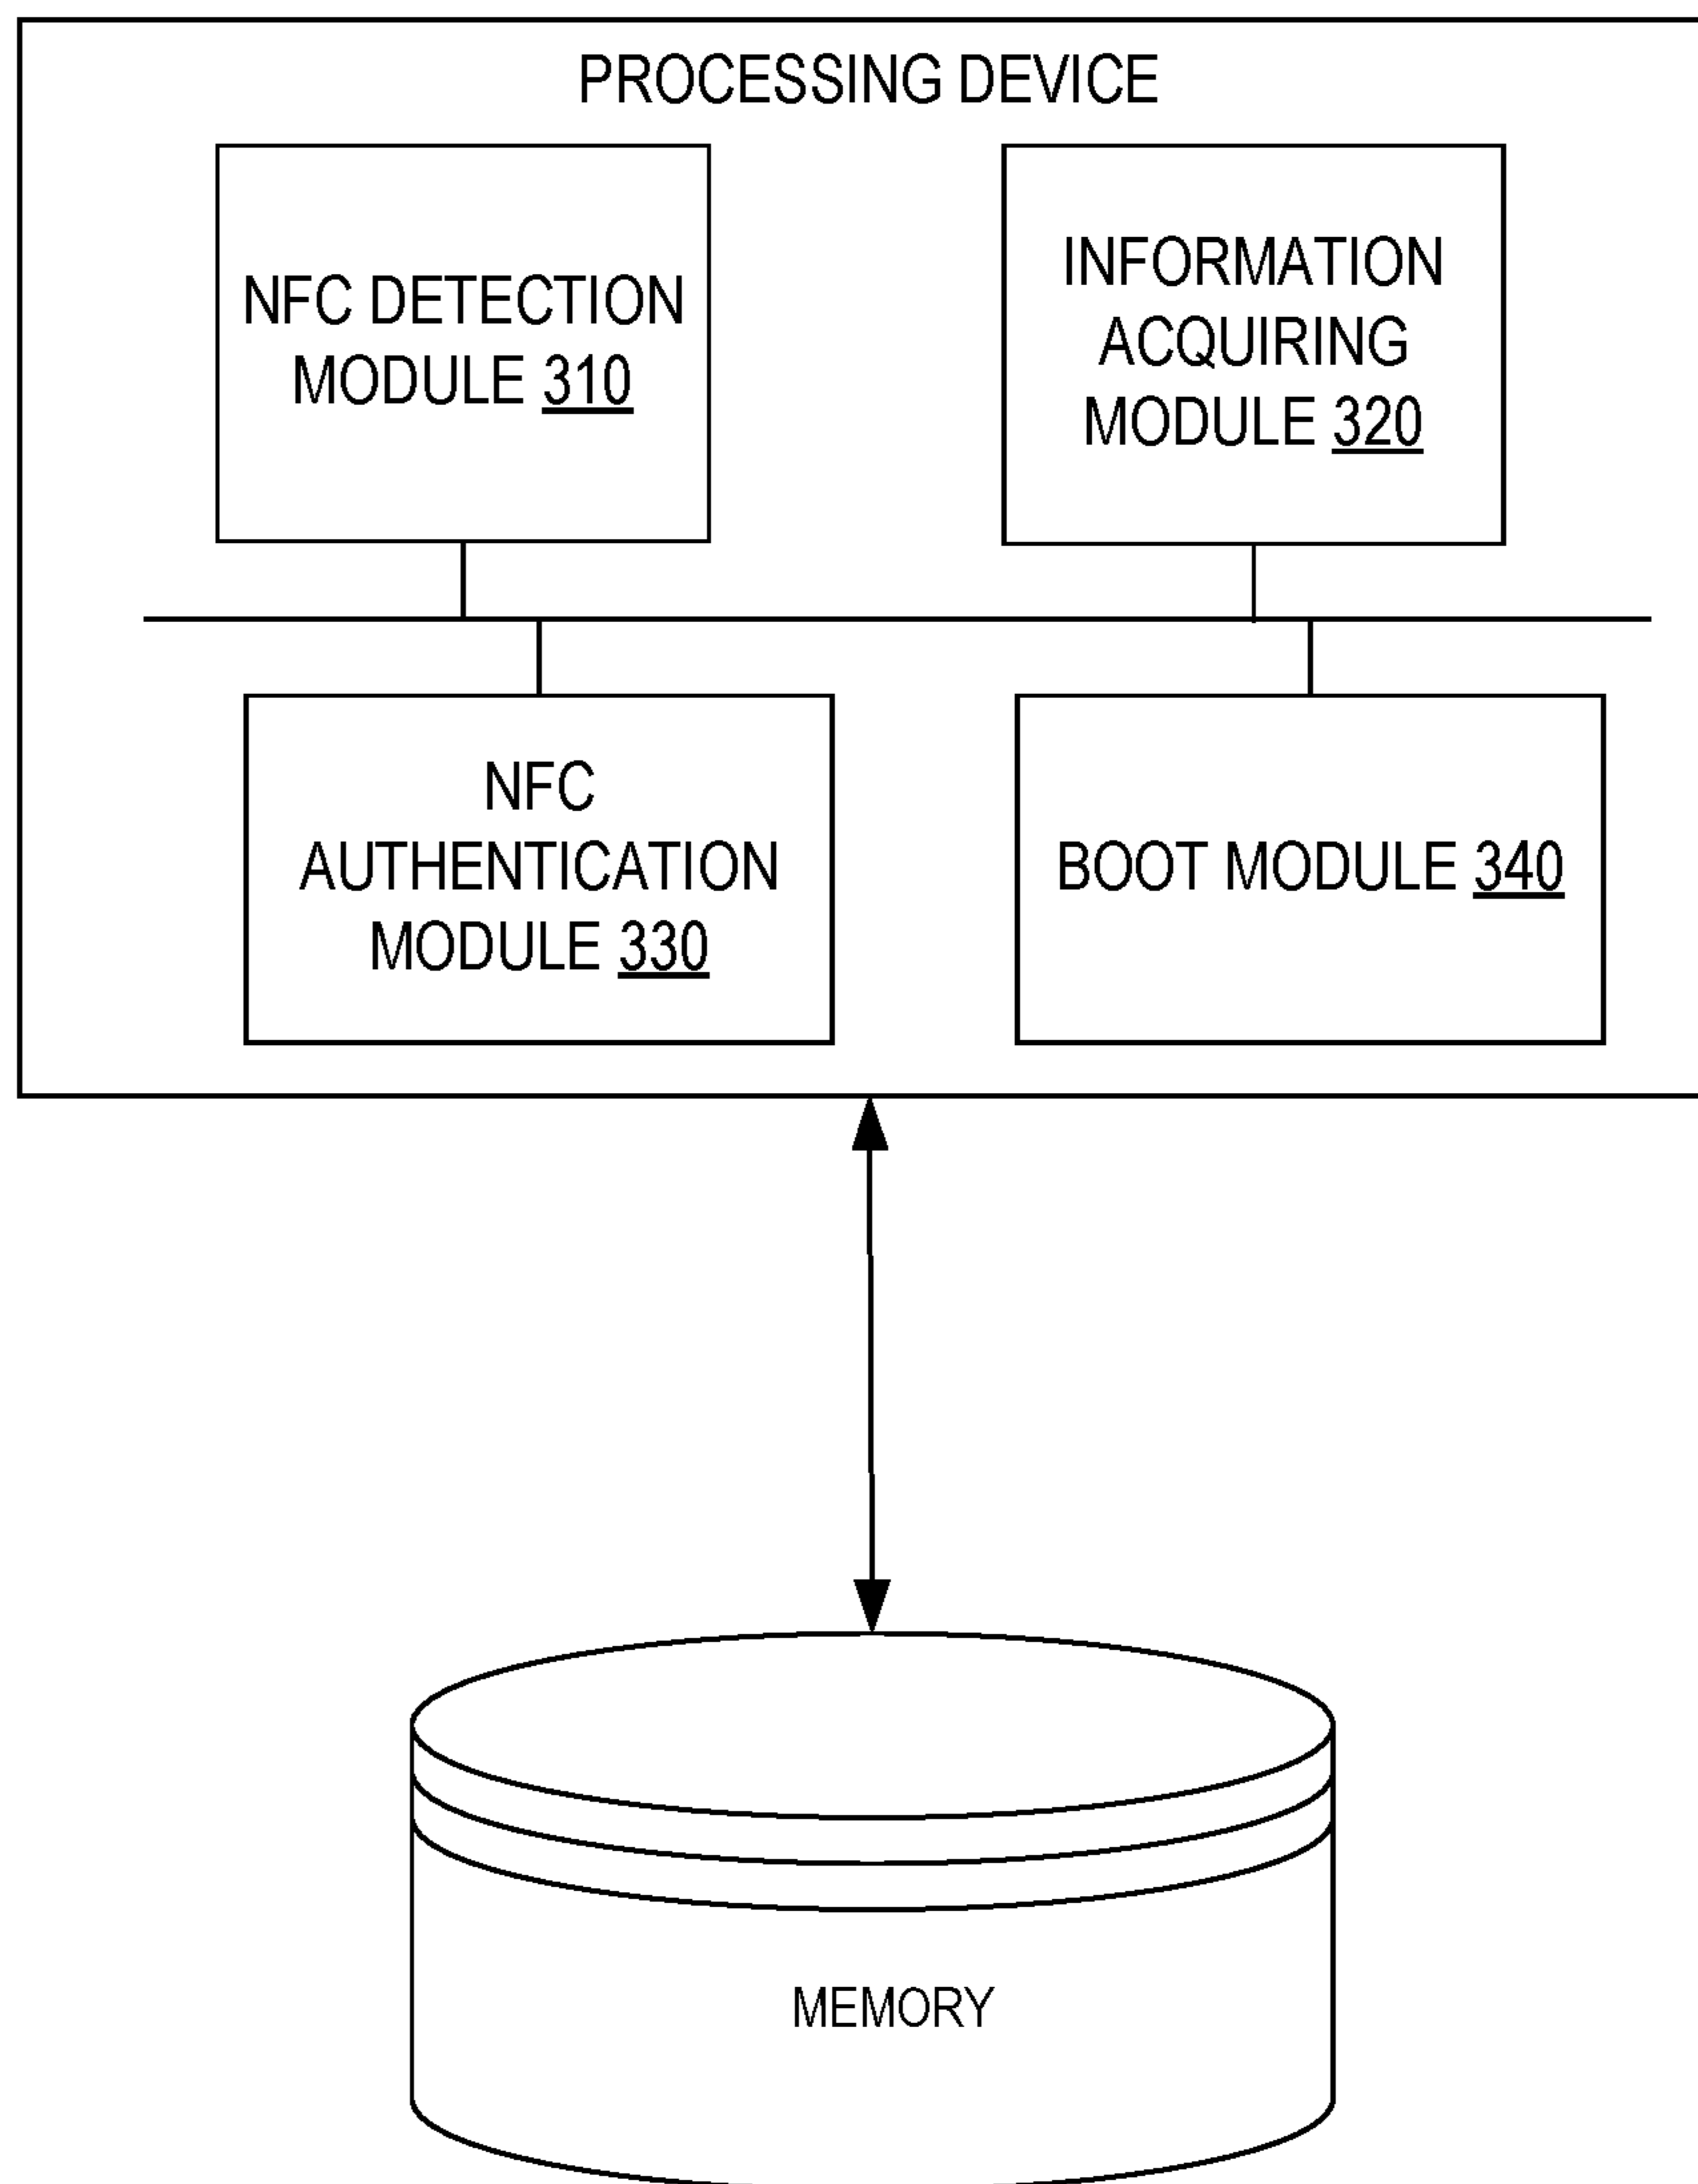 PROCESSING DEVICE
NFC DETECTION
MODULE 310
INFORMATION
ACQUIRING
MODULE 320
NFC
AUTHENTICATION
MODULE 330
BOOT MODULE 340
MEMORY